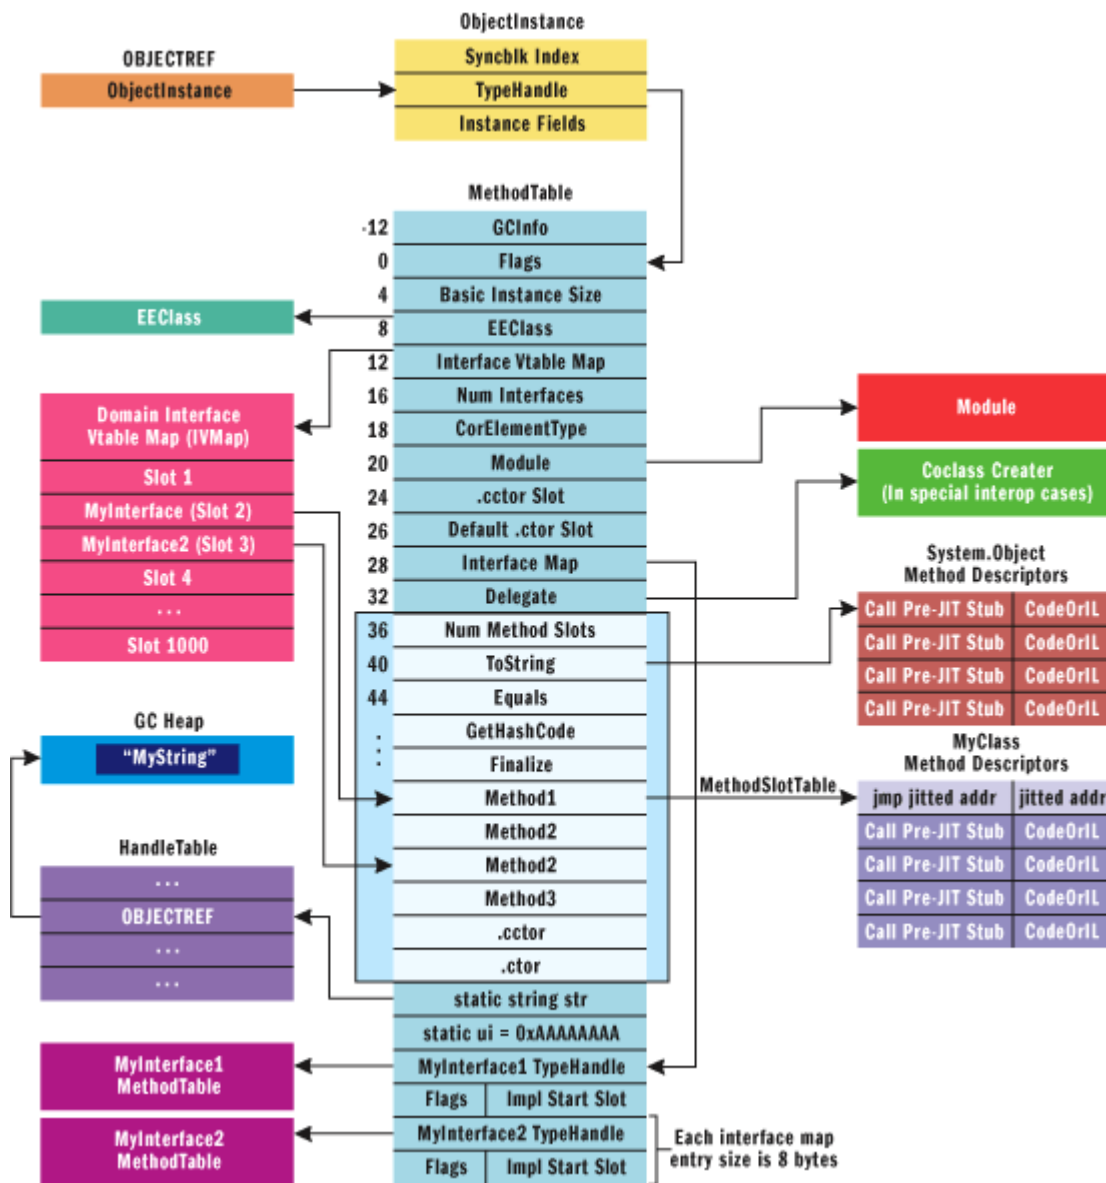 ObjectInstance
OBJECTREF
Syncblk Index
ObjectInstance
TypeHandle
Instance Fields
MethodTable
-12 GCInfo
0 Flags
4 Basic Instance Size
EEClass
8 EEClass
12 Interface Vtable Map
16 Num Interfaces
Domain Interface
Vtable Map (IVMap)
Module
18 CorElementType
20 Module
Slot 1
24 .cctor Slot
Coclass Creater
(In special interop cases)
MyInterface (Slot 2)
26 Default .ctor Slot
MyInterface2 (Slot 3)
28 Interface Map
System.Object
Method Descriptors
Slot 4
32 Delegate
...
Call Pre-JIT Stub CodeOrIL
36 Num Method Slots
Slot 1000
Call Pre-JIT Stub CodeOrIL
40 ToString
Call Pre-JIT Stub CodeOrIL
44 Equals
Call Pre-JIT Stub CodeOrIL
GC Heap
GetHashCode
MyClass
Method Descriptors
"MyString"
Finalize
MethodSlotTable
Method1
jmp jitted addr jitted addr
Method2
Call Pre-JIT Stub CodeOrIL
HandleTable
Method2
Call Pre-JIT Stub CodeOrIL
...
Method3
Call Pre-JIT Stub CodeOrIL
OBJECTREF
.cctor
Call Pre-JIT Stub CodeOrIL
...
.ctor
...
static string str
static ui = 0xAAAAAAAA
MyInterface1
MethodTable
MyInterface1 TypeHandle
Flags Impl Start Slot
MyInterface2
MethodTable
MyInterface2 TypeHandle
Each interface map
entry size is 8 bytes
Flags Impl Start Slot